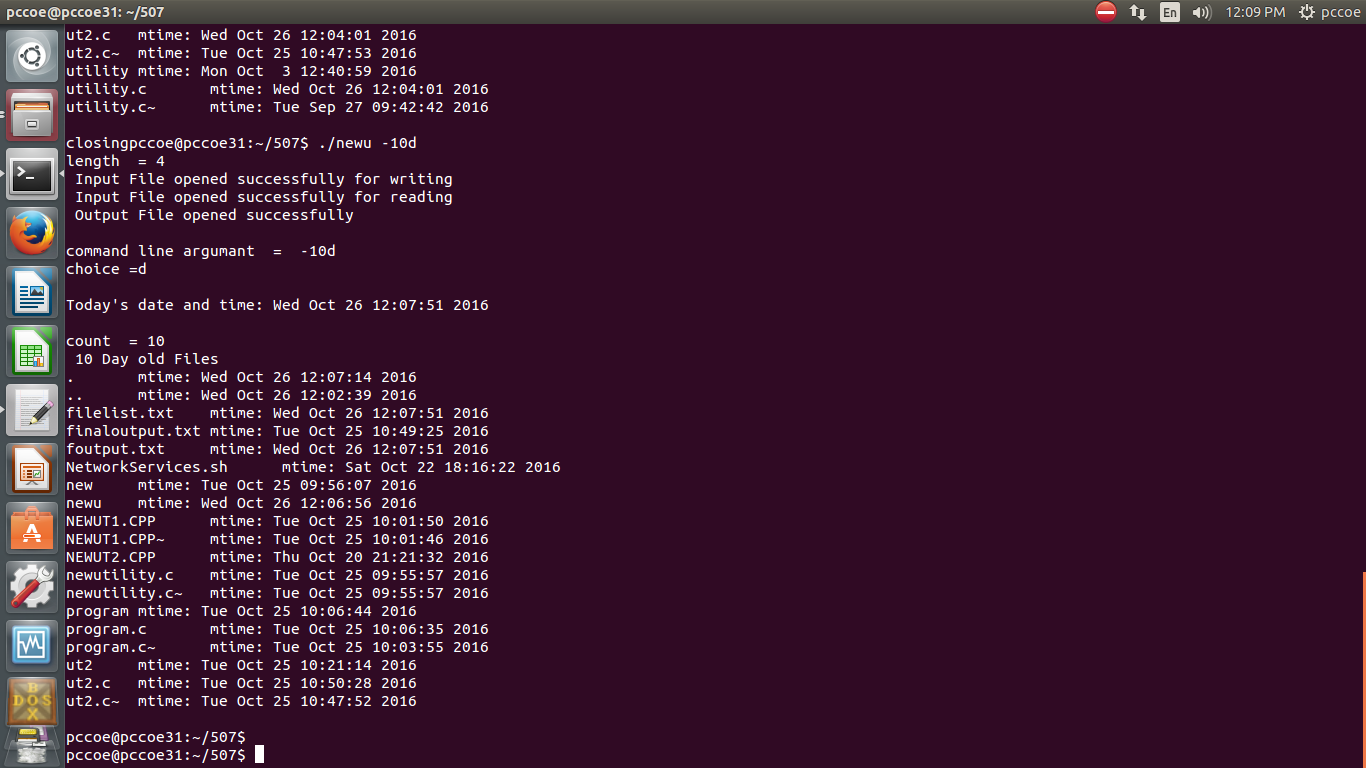 pccoe@pccoe31: ~/507
En
12:09 PM
pccoe
ut2.c   mtime: Wed Oct 26 12:04:01 2016
ut2.c~  mtime: Tue Oct 25 10:47:53 2016
utility mtime: Mon Oct  3 12:40:59 2016
utility.c       mtime: Wed Oct 26 12:04:01 2016
utility.c~      mtime: Tue Sep 27 09:42:42 2016
closingpccoe@pccoe31:~/507$ ./newu -10d
length  = 4
 Input File opened successfully for writing
 Input File opened successfully for reading
 Output File opened successfully
command line argumant  =  -10d
choice =d
Today's date and time: Wed Oct 26 12:07:51 2016
count  = 10
 10 Day old Files
.       mtime: Wed Oct 26 12:07:14 2016
..      mtime: Wed Oct 26 12:02:39 2016
filelist.txt    mtime: Wed Oct 26 12:07:51 2016
finaloutput.txt mtime: Tue Oct 25 10:49:25 2016
foutput.txt     mtime: Wed Oct 26 12:07:51 2016
NetworkServices.sh      mtime: Sat Oct 22 18:16:22 2016
new     mtime: Tue Oct 25 09:56:07 2016
newu    mtime: Wed Oct 26 12:06:56 2016
NEWUT1.CPP      mtime: Tue Oct 25 10:01:50 2016
NEWUT1.CPP~     mtime: Tue Oct 25 10:01:46 2016
NEWUT2.CPP      mtime: Thu Oct 20 21:21:32 2016
newutility.c    mtime: Tue Oct 25 09:55:57 2016
newutility.c~   mtime: Tue Oct 25 09:55:57 2016
program mtime: Tue Oct 25 10:06:44 2016
program.c       mtime: Tue Oct 25 10:06:35 2016
program.c~      mtime: Tue Oct 25 10:03:55 2016
ut2     mtime: Tue Oct 25 10:21:14 2016
ut2.c   mtime: Tue Oct 25 10:50:28 2016
ut2.c~  mtime: Tue Oct 25 10:47:52 2016
pccoe@pccoe31:~/507$
pccoe@pccoe31:~/507$